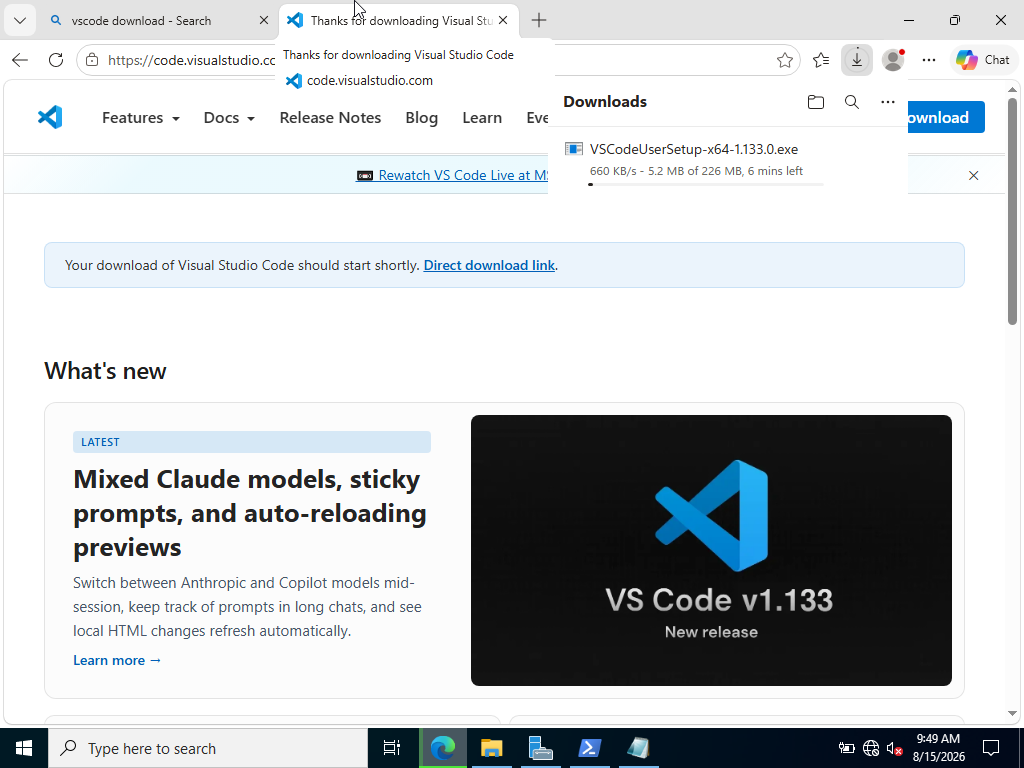 vscode download - Search
Thanks for downloading Visual Stu
https://code.visualstudio.co
Thanks for downloading Visual Studio Code
code.visualstudio.com
Chat
Features
Docs
Release Notes
Blog
Learn
Eve
ownload
Downloads
VSCodeUserSetup-x64-1.133.0.exe
660 KB/s - 5.2 MB of 226 MB, 6 mins left
Rewatch VS Code Live at MS
Your download of Visual Studio Code should start shortly. Direct download link.
What's new
LATEST
Mixed Claude models, sticky
prompts, and auto-reloading
previews
Switch between Anthropic and Copilot models mid-
session, keep track of prompts in long chats, and see
local HTML changes refresh automatically.
Learn more →
VS Code v1.133
New release
Type here to search
9:49 AM
8/15/2026